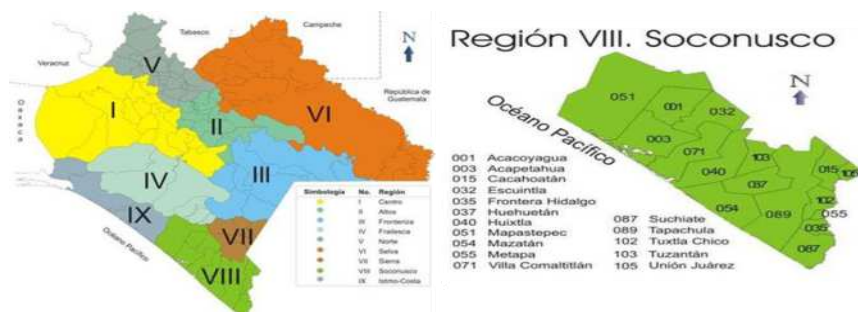 Tabasco
Campeche
N
Veracruz
V
República de
Guatemala
Oaxaca
I
II
VI
III
IV
IX
VII
VIII
Océano Pacífico
Simbología No. Región
I Centro
II Altos
III Fronteriza
IV Frailesca
V Norte
VI Selva
VII Sierra
VIII Soconusco
IX Istmo-Costa
Región VIII. Soconusco
N
Océano Pacífico
051
001
032
003
071
103
040
015
105
037
102
055
054
089
035
087
001 Acacoyagua
003 Acapetahua
015 Cacahoatán
032 Escuintla
035 Frontera Hidalgo
037 Huehuetán
040 Huixtla
051 Mapastepec
054 Mazatán
055 Metapa
071 Villa Comaltitlán
087 Suchiate
089 Tapachula
102 Tuxtla Chico
103 Tuzantán
105 Unión Juárez